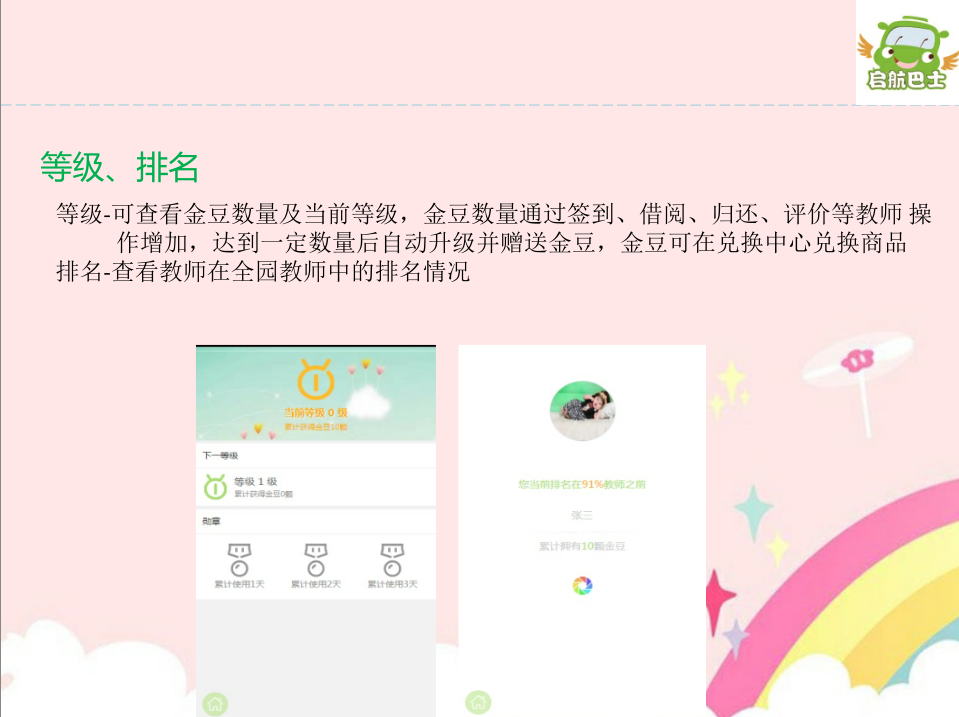 启航巴士
等级、排名
等级-可查看金豆数量及当前等级，金豆数量通过签到、借阅、归还、评价等教师 操
作增加，达到一定数量后自动升级并赠送金豆，金豆可在兑换中心兑换商品
排名-查看教师在全园教师中的排名情况
当前等级 0 级
累计获得金豆10颗
下一等级
等级 1 级
累计获得金豆0颗
勋章
累计使用1天 累计使用2天 累计使用3天
您当前排名在91%教师之前
张三
累计拥有10颗金豆